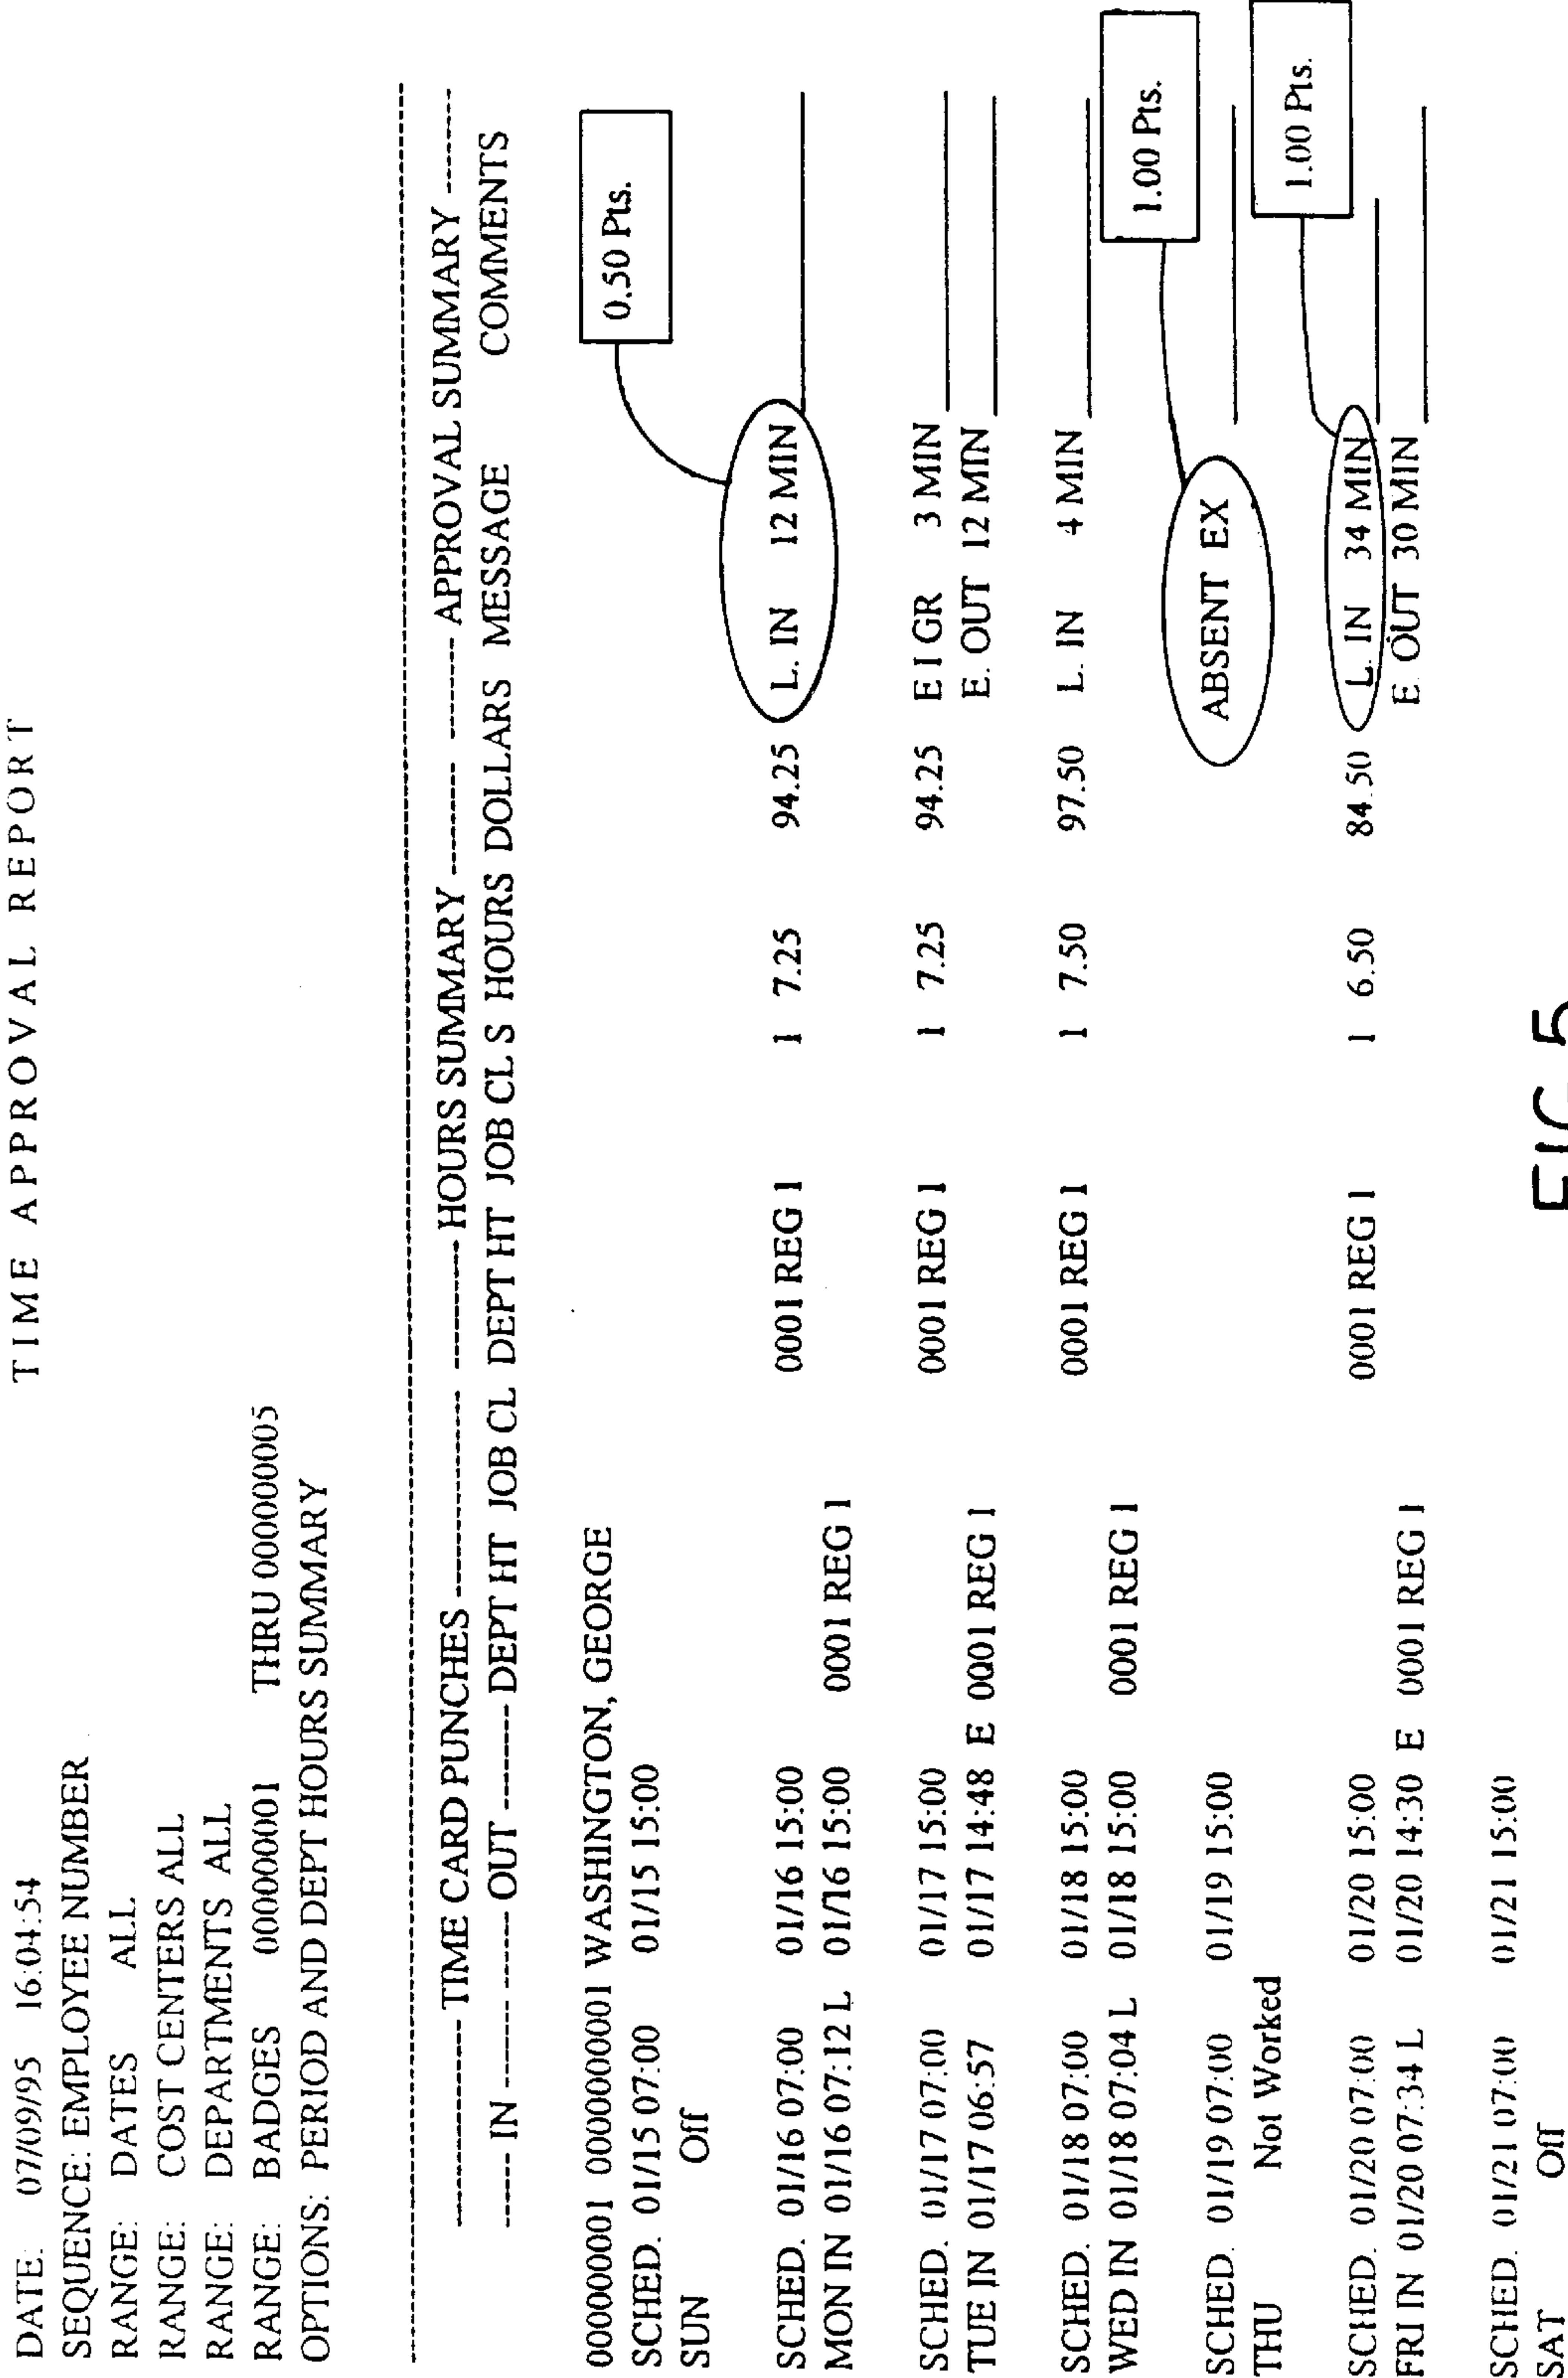 TIME APPROVAL REPORT
DATE: 07/09/95 16:04:54
SEQUENCE: EMPLOYEE NUMBER
RANGE: DATES ALL
RANGE: COST CENTERS ALL
RANGE: DEPARTMENTS ALL
RANGE: BADGES 00000001 THRU 00000005
OPTIONS: PERIOD AND DEPT HOURS SUMMARY
------------ TIME CARD PUNCHES ------------ ------------ HOURS SUMMARY -------- -------- APPROVAL SUMMARY --------
----- IN -------- -------- OUT -------- DEPT HT JOB CL DEPT HT JOB CL S HOURS DOLLARS MESSAGE COMMENTS
00000001 000000001 WASHINGTON, GEORGE
SCHED. 01/15 07:00 01/15 15:00
SUN Off
0.50 Pts.
SCHED. 01/16 07:00 01/16 15:00 0001 REG 1 1 7.25 94.25 L. IN 12 MIN
MON IN 01/16 07:12 L 01/16 15:00 0001 REG 1
SCHED. 01/17 07:00 01/17 15:00 0001 REG 1 1 7.25 94.25 E I GR 3 MIN
TUE IN 01/17 06:57 01/17 14:48 E 0001 REG 1 E. OUT 12 MIN
SCHED. 01/18 07:00 01/18 15:00 0001 REG 1 1 7.50 97.50 L. IN 4 MIN
WED IN 01/18 07:04 L 01/18 15:00 0001 REG 1
1.00 Pts.
SCHED. 01/19 07:00 01/19 15:00 ABSENT EX
THU Not Worked
1.00 Pts.
SCHED. 01/20 07:00 01/20 15:00 0001 REG 1 1 6.50 84.50 L. IN 34 MIN
FRI IN 01/20 07:34 L 01/20 14:30 E 0001 REG 1 E. OUT 30 MIN
SCHED. 01/21 07:00 01/21 15:00
SAT Off
FIG 5